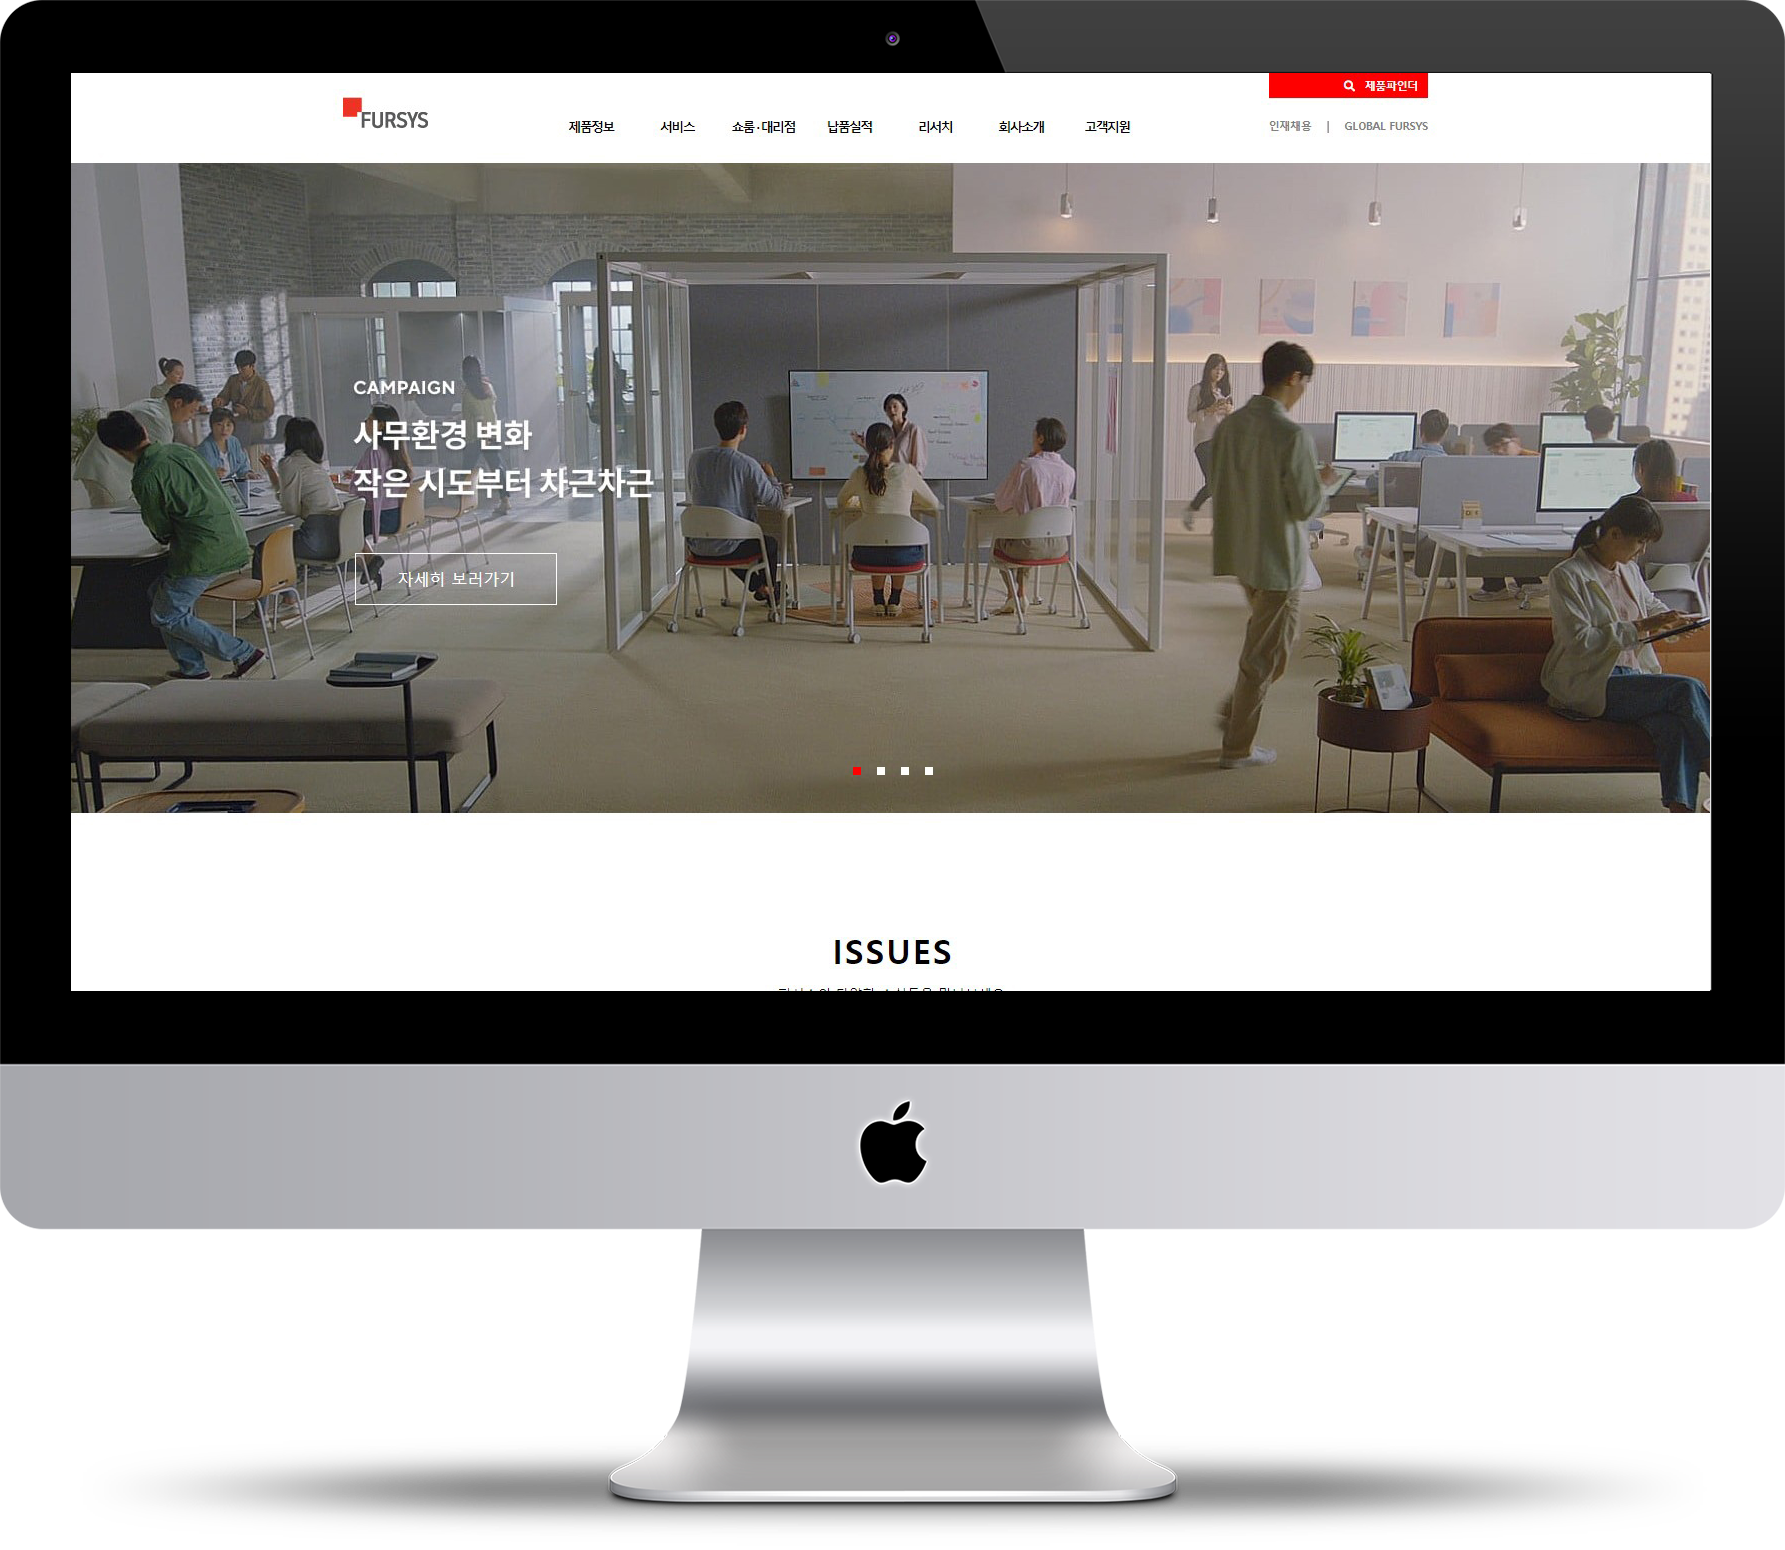 제품파인더
FURSYS
제품정보 서비스 쇼룸·대리점 납품실적 리서치 회사소개 고객지원
인재채용 | GLOBAL FURSYS
CAMPAIGN
사무환경 변화
작은 시도부터 차근차근
자세히 보러가기
ISSUES